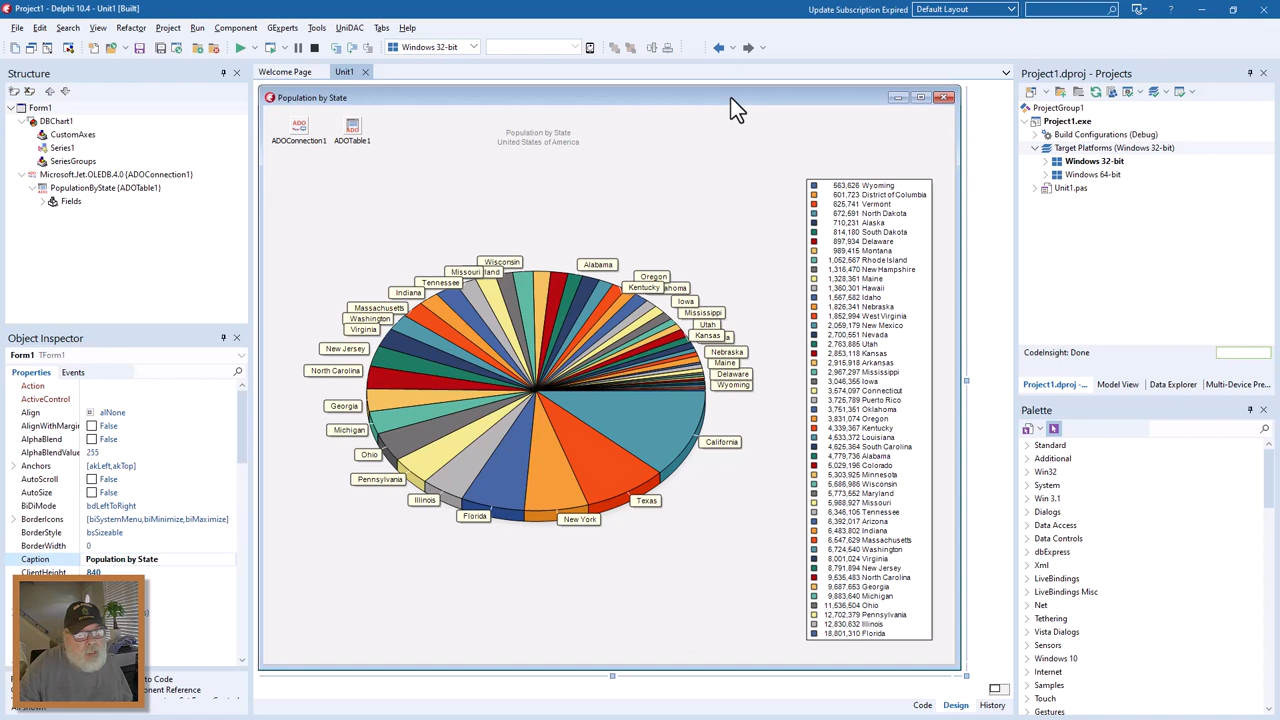 Project1 - Delphi 10.4 - Unit1 [Built]
Update Subscription Expired
Default Layout
File Edit Search View Refactor Project Run Component GExperts Tools UniDAC Tabs Help
Windows 32-bit
Structure
Form1
DBChart1
CustomAxes
Series1
SeriesGroups
Microsoft.Jet.OLEDB.4.0 (ADOConnection1)
PopulationByState {ADOTable1}
Fields
Object Inspector
Form1 TForm1
Properties Events
Action
ActiveControl
Align alNone
AlignWithMargin False
AlphaBlend False
AlphaBlendValu 255
Anchors [akLeft,akTop]
AutoScroll False
AutoSize False
BiDiMode bdLeftToRight
BorderIcons [biSystemMenu,biMinimize,biMaximize]
BorderStyle bsSizeable
BorderWidth 0
Caption Population by State
ClientHeight 840
to Code
ponent Reference
Welcome Page Unit1
Population by State
ADOConnection1 ADOTable1
Population by State
United States of America
Wisconsin
Missouri
land
Tennessee
Indiana
Massachusetts
Washington
Virginia
New Jersey
North Carolina
Georgia
Michigan
Ohio
Pennsylvania
Illinois
Florida
New York
Texas
California
Alabama
Oregon
Kentucky
ahoma
Iowa
Mississippi
Utah
Kansas
Nebraska
Maine
Delaware
Wyoming
563,626 Wyoming
601,723 District of Columbia
625,741 Vermont
672,591 North Dakota
710,231 Alaska
814,180 South Dakota
897,934 Delaware
989,415 Montana
1,052,567 Rhode Island
1,316,470 New Hampshire
1,328,361 Maine
1,360,301 Hawaii
1,567,582 Idaho
1,826,341 Nebraska
1,852,994 West Virginia
2,059,179 New Mexico
2,700,551 Nevada
2,763,885 Utah
2,853,118 Kansas
2,915,918 Arkansas
2,967,297 Mississippi
3,046,355 Iowa
3,574,097 Connecticut
3,725,789 Puerto Rico
3,751,351 Oklahoma
3,831,074 Oregon
4,339,367 Kentucky
4,533,372 Louisiana
4,625,364 South Carolina
4,779,736 Alabama
5,029,196 Colorado
5,303,925 Minnesota
5,686,986 Wisconsin
5,773,552 Maryland
5,988,927 Missouri
6,346,105 Tennessee
6,392,017 Arizona
6,483,802 Indiana
6,547,629 Massachusetts
6,724,540 Washington
8,001,024 Virginia
8,791,894 New Jersey
9,535,483 North Carolina
9,687,653 Georgia
9,883,640 Michigan
11,536,504 Ohio
12,702,379 Pennsylvania
12,830,632 Illinois
18,801,310 Florida
Code Design History
Project1.dproj - Projects
ProjectGroup1
Project1.exe
Build Configurations (Debug)
Target Platforms (Windows 32-bit)
Windows 32-bit
Windows 64-bit
Unit1.pas
CodeInsight: Done
Project1.dproj -... Model View Data Explorer Multi-Device Pre...
Palette
Standard
Additional
Win32
System
Win 3.1
Dialogs
Data Access
Data Controls
dbExpress
Xml
LiveBindings
LiveBindings Misc
Net
Tethering
Vista Dialogs
Sensors
Windows 10
Internet
Samples
Touch
Gestures